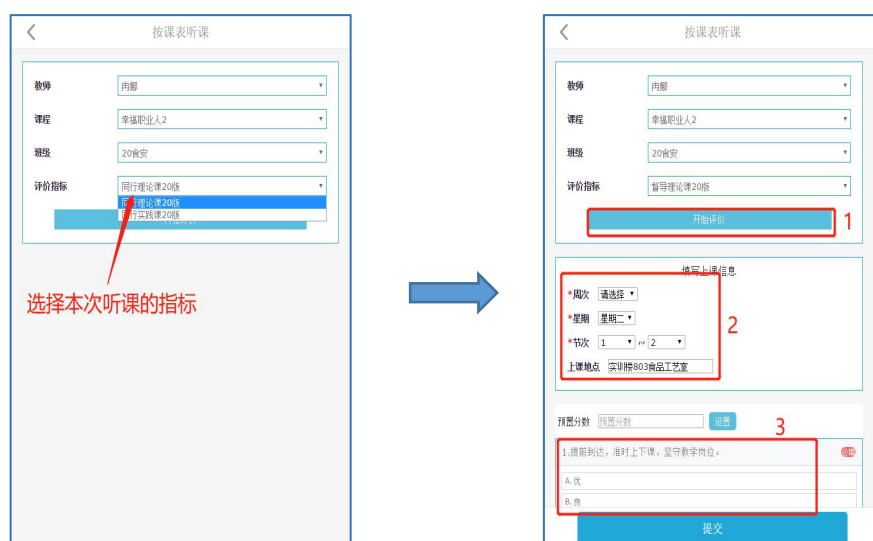 按课表听课
教师 肉孵
课程 幸福职业人2
班级 20食安
评价指标 同行理论课20版
同行理论课20版
同行实践课20版
选择本次听课的指标
按课表听课
教师 肉孵
课程 幸福职业人2
班级 20食安
评价指标 督导理论课20版
开始评价 1
填写上课信息
*周次 请选择
*星期 星期二
*节次 1 ~ 2
上课地点 实训楼803食品工艺室
2
预置分数 预置分数 设置
3
1.提前到达，准时上下课，坚守教学岗位。
A.优
B.良
提交